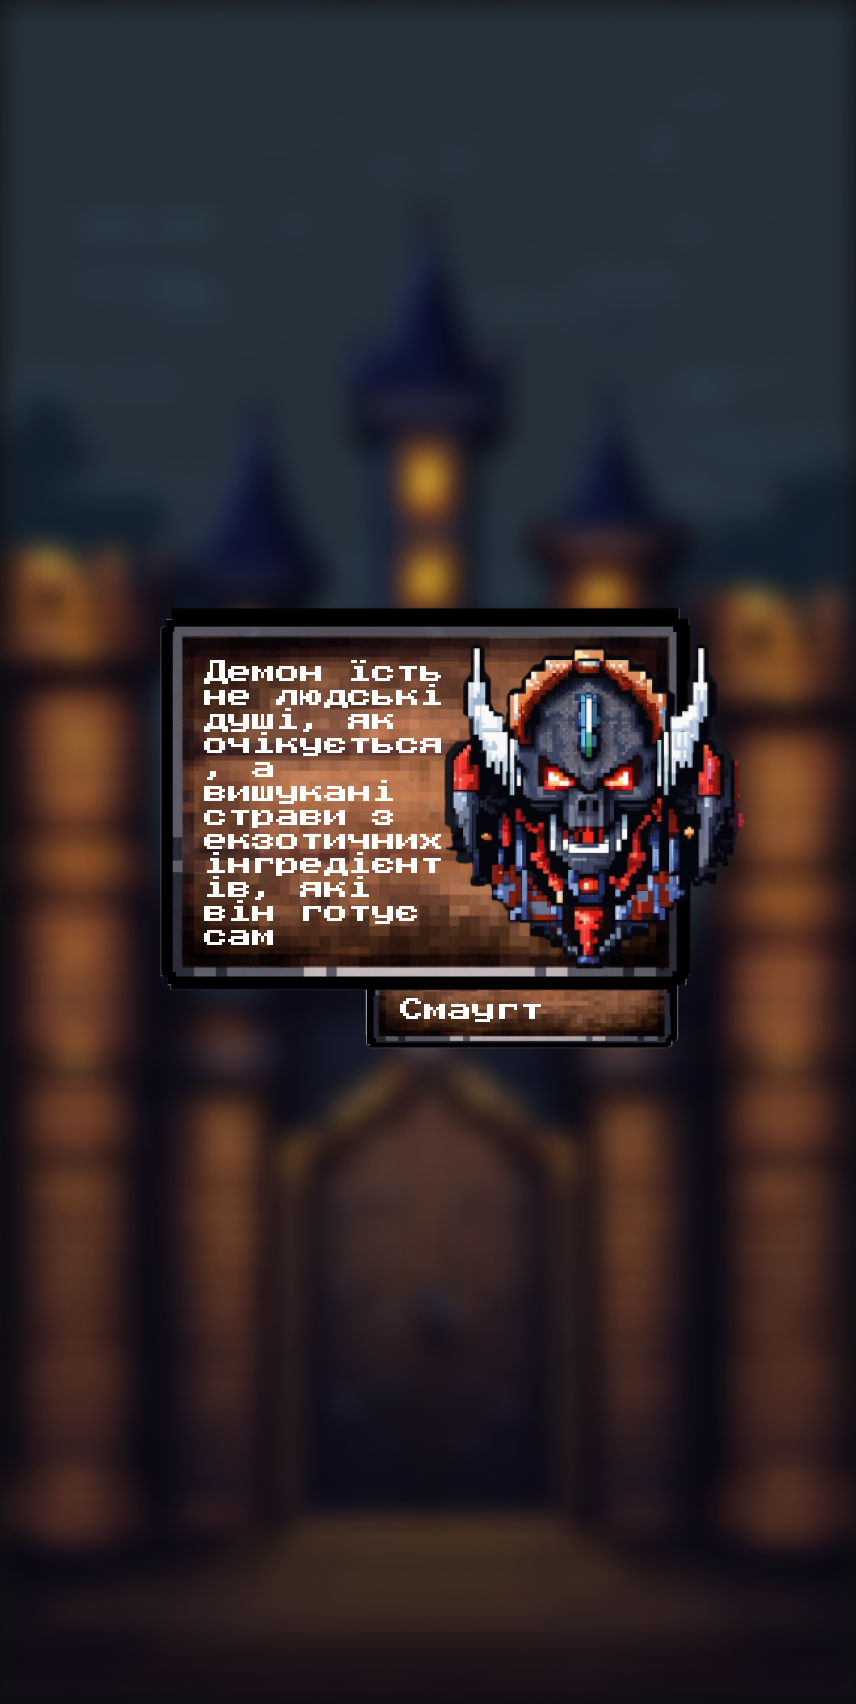 Демон їсть
не людські
душі, як
очікується
, а
вишукані
страви з
екзотичних
інгредієнт
ів, які
він готує
сам
Смаугт